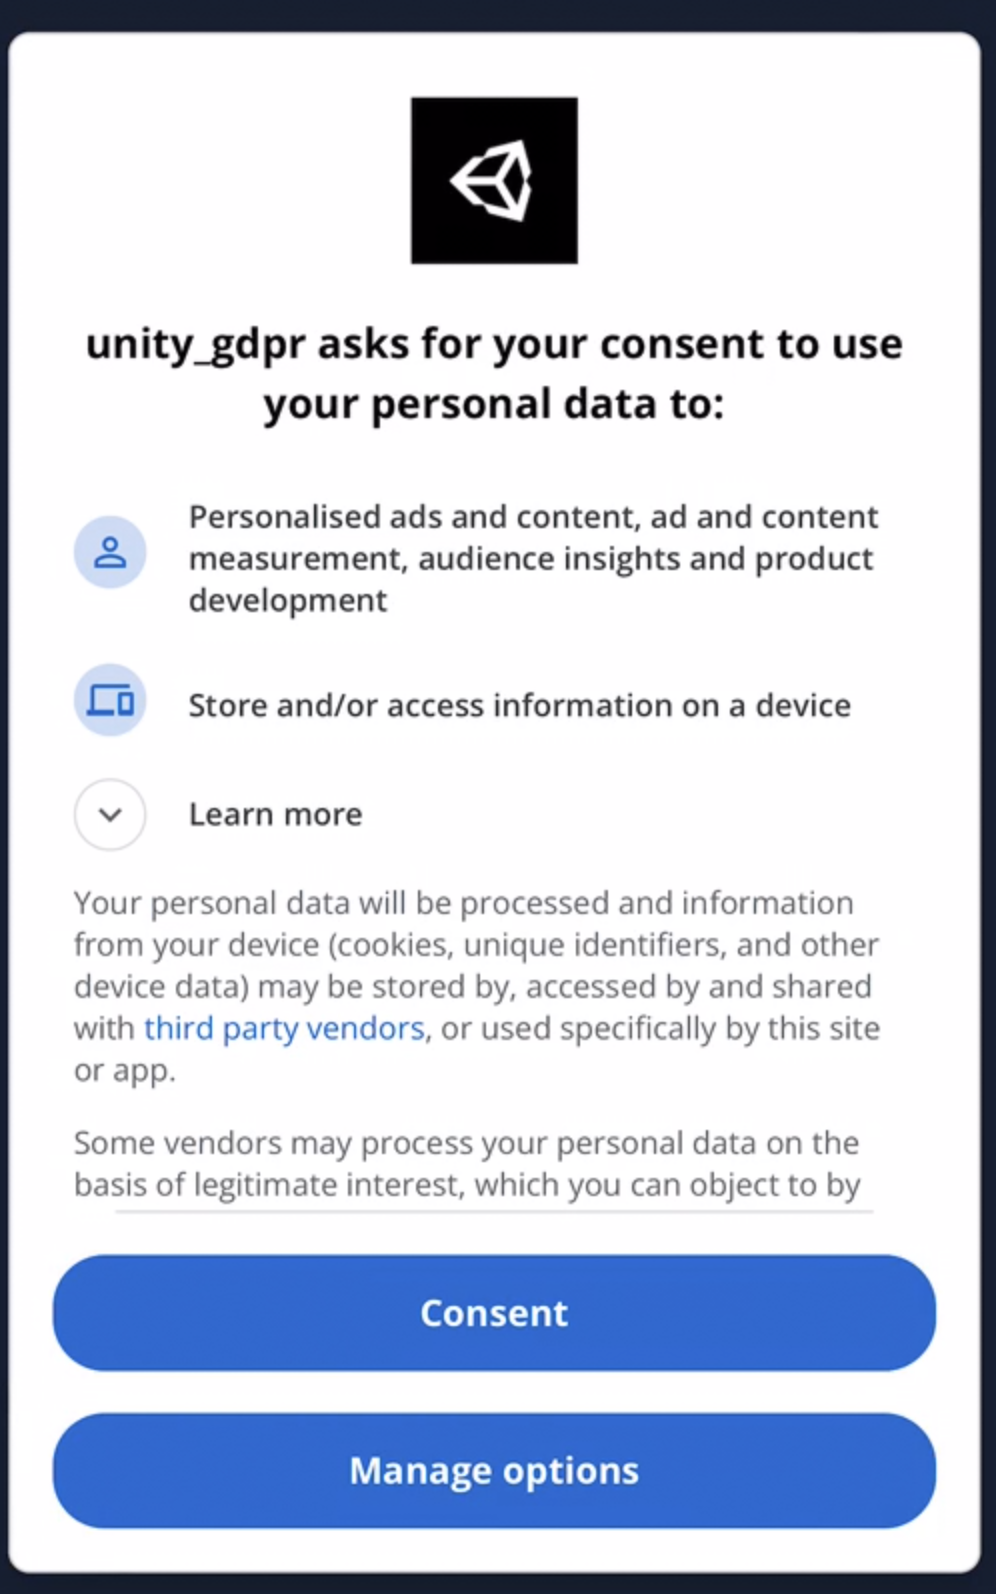 unity_gdpr asks for your consent to use
your personal data to:
Personalised ads and content, ad and content
measurement, audience insights and product
development
Store and/or access information on a device
Learn more
Your personal data will be processed and information
from your device (cookies, unique identifiers, and other
device data) may be stored by, accessed by and shared
with third party vendors, or used specifically by this site
or app.
Some vendors may process your personal data on the
basis of legitimate interest, which you can object to by
Consent
Manage options